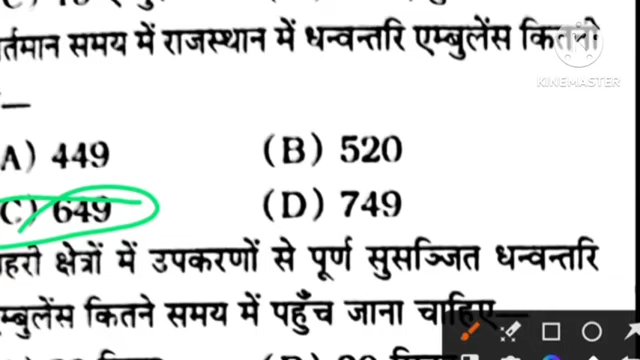 र्तमान समय में राजस्थान में धन्वन्तरि एम्बुलेंस कितनी
KINEMASTER
A) 449 (B) 520
C) 649 (D) 749
हरी क्षेत्रों में उपकरणों से पूर्ण सुसज्जित धन्वन्तरि
म्बुलेंस कितने समय में पहुँच जाना चाहिए—